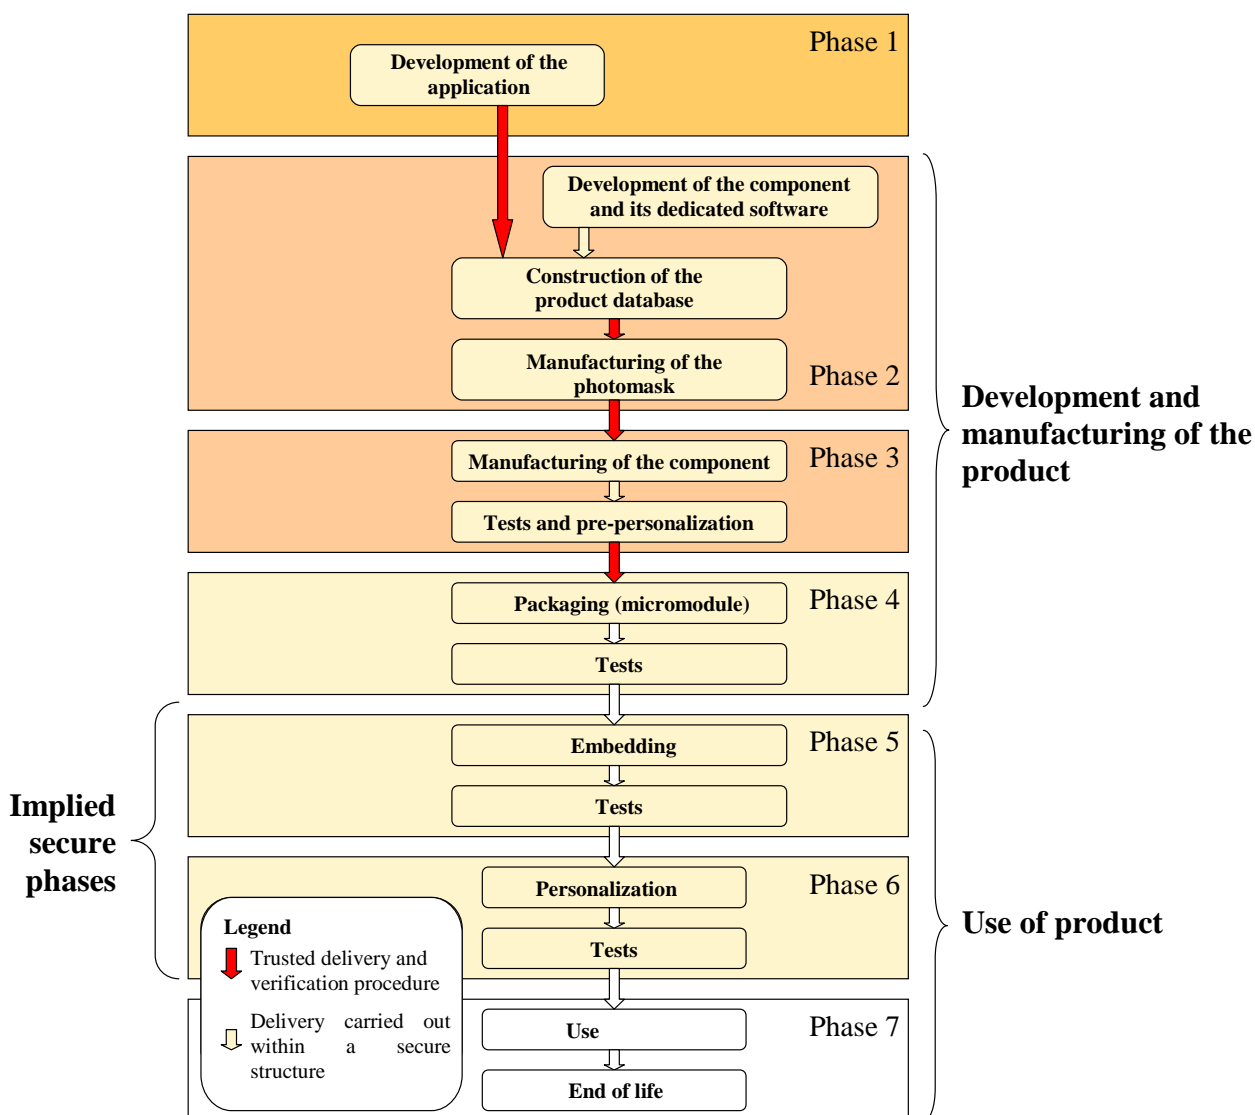 Phase 1
Development of the
application
Development of the component
and its dedicated software
Construction of the
product database
Manufacturing of the
photomask
Phase 2
Development and
manufacturing of the
product
Manufacturing of the component
Phase 3
Tests and pre-personalization
Packaging (micromodule)
Phase 4
Tests
Embedding
Phase 5
Tests
Implied
secure
phases
Personalization
Phase 6
Tests
Use of product
Legend
Trusted delivery and
verification procedure
Delivery carried out
within a secure
structure
Use
Phase 7
End of life